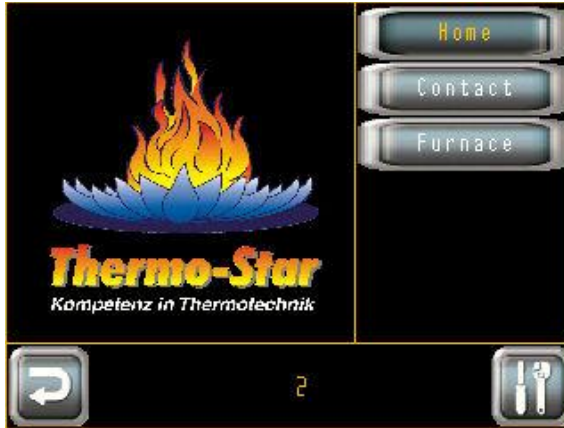 Home
Contact
Furnace
Thermo-Star
Kompetenz in Thermotechnik
2